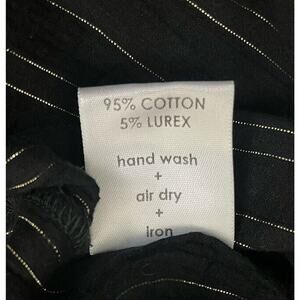 95% COTTON
5% LUREX
hand wash
+
air dry
+
iron